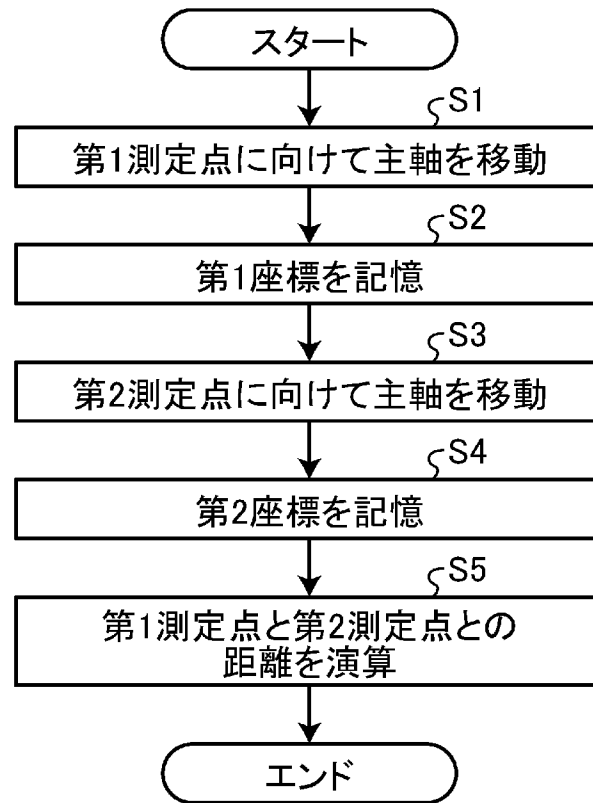 スタート
S1
第1測定点に向けて主軸を移動
S2
第1座標を記憶
S3
第2測定点に向けて主軸を移動
S4
第2座標を記憶
S5
第1測定点と第2測定点との
距離を演算
エンド